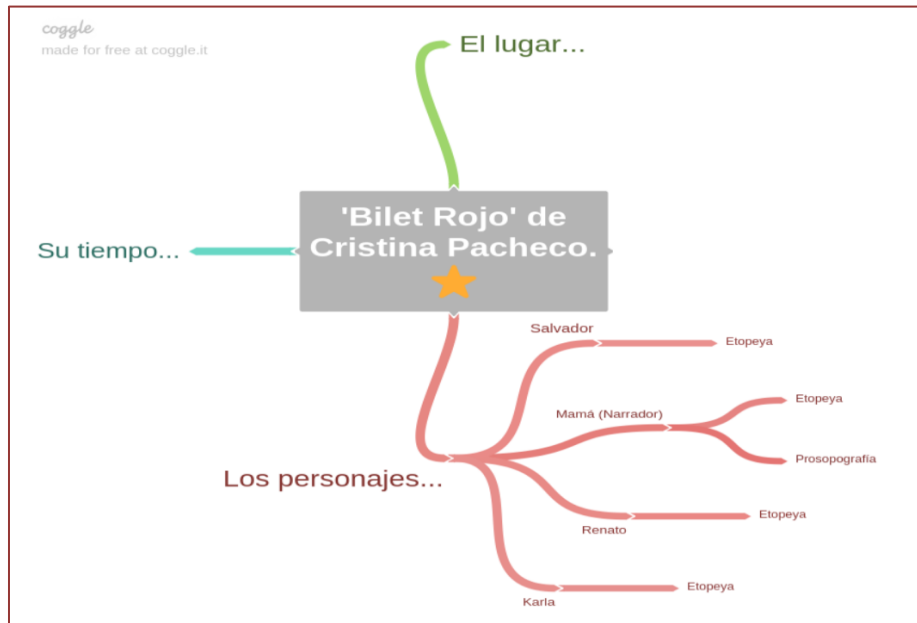 coggle
made for free at coggle.it
El lugar...
'Bilet Rojo' de
Cristina Pacheco.
Su tiempo...
Los personajes...
Salvador
Etopeya
Mamá (Narrador)
Etopeya
Prosopografía
Renato
Etopeya
Karla
Etopeya